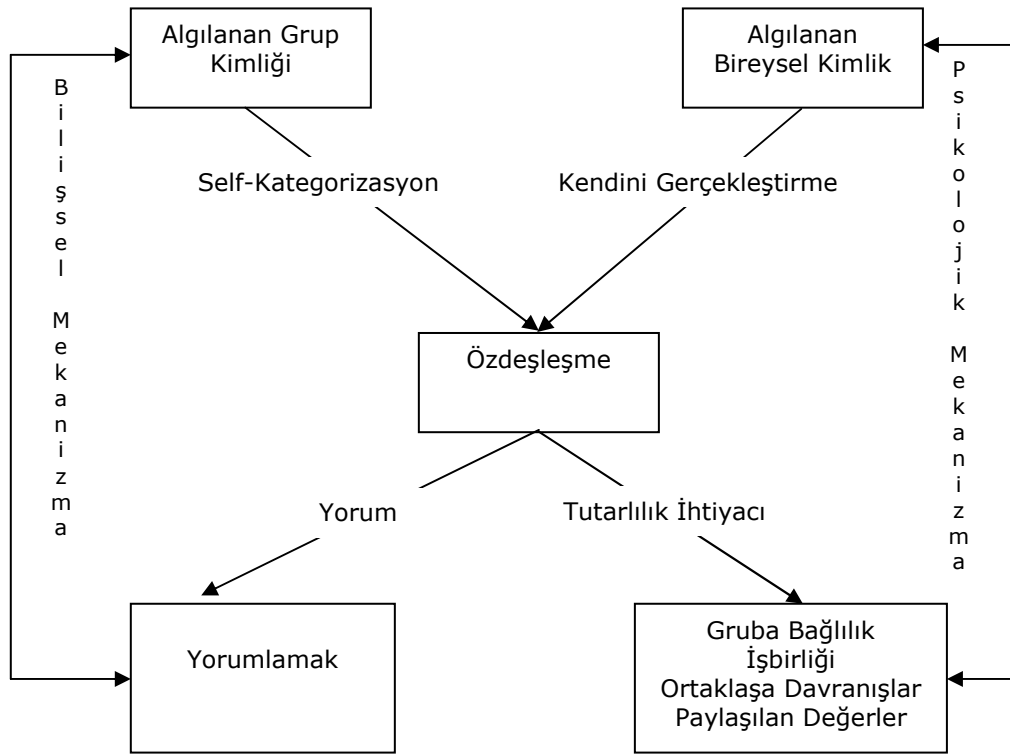 Algılanan Grup
Kimliği
Algılanan
Bireysel Kimlik
Bilişsel Mekanizma
Psikolojik Mekanizma
Self-Kategorizasyon
Kendini Gerçekleştirme
Özdeşleşme
Yorum
Tutarlılık İhtiyacı
Yorumlamak
Gruba Bağlılık
İşbirliği
Ortaklaşa Davranışlar
Paylaşılan Değerler